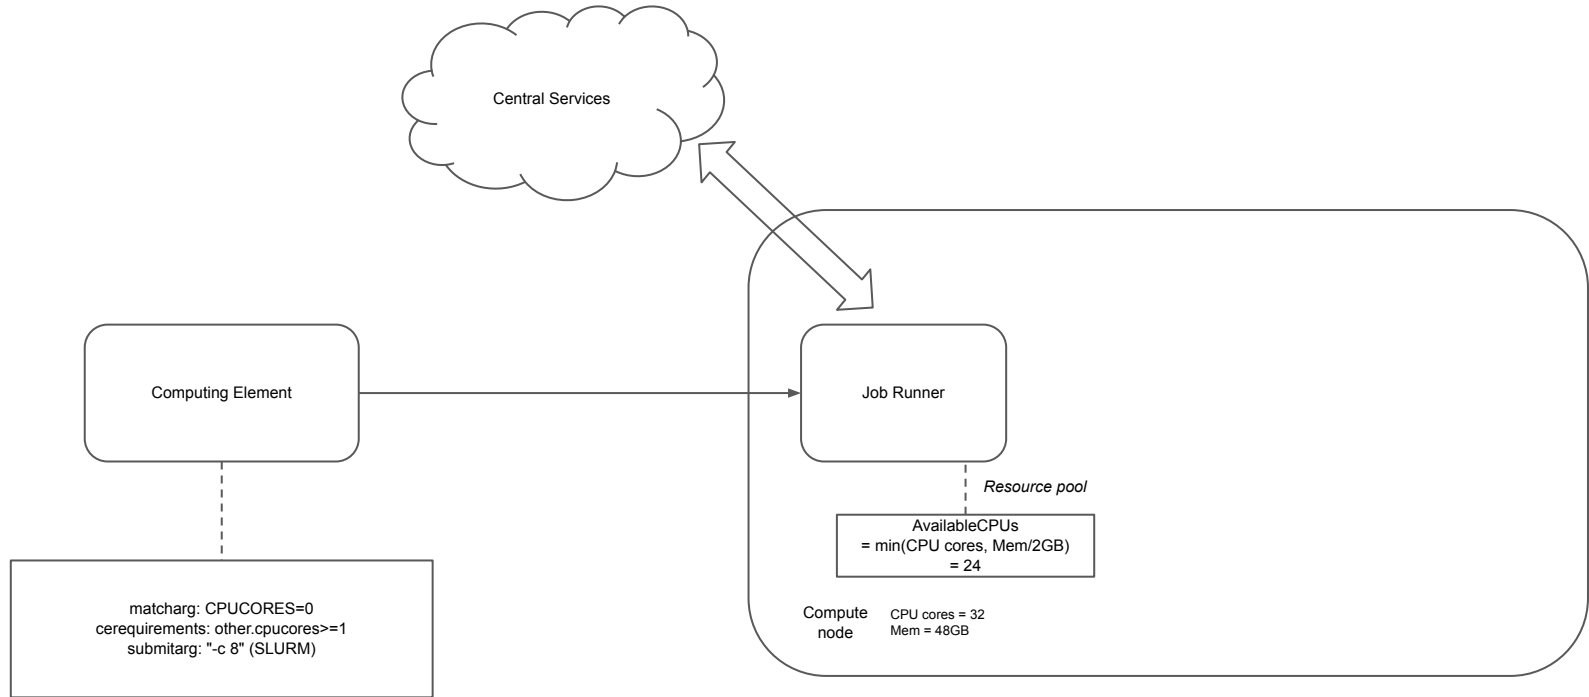 Central Services
Computing Element
Job Runner
Resource pool
AvailableCPUs
= min(CPU cores, Mem/2GB)
= 24
matcharg: CPUCORES=0
cerequirements: other.cpucores>=1
submitarg: "-c 8" (SLURM)
Compute
node
CPU cores = 32
Mem = 48GB